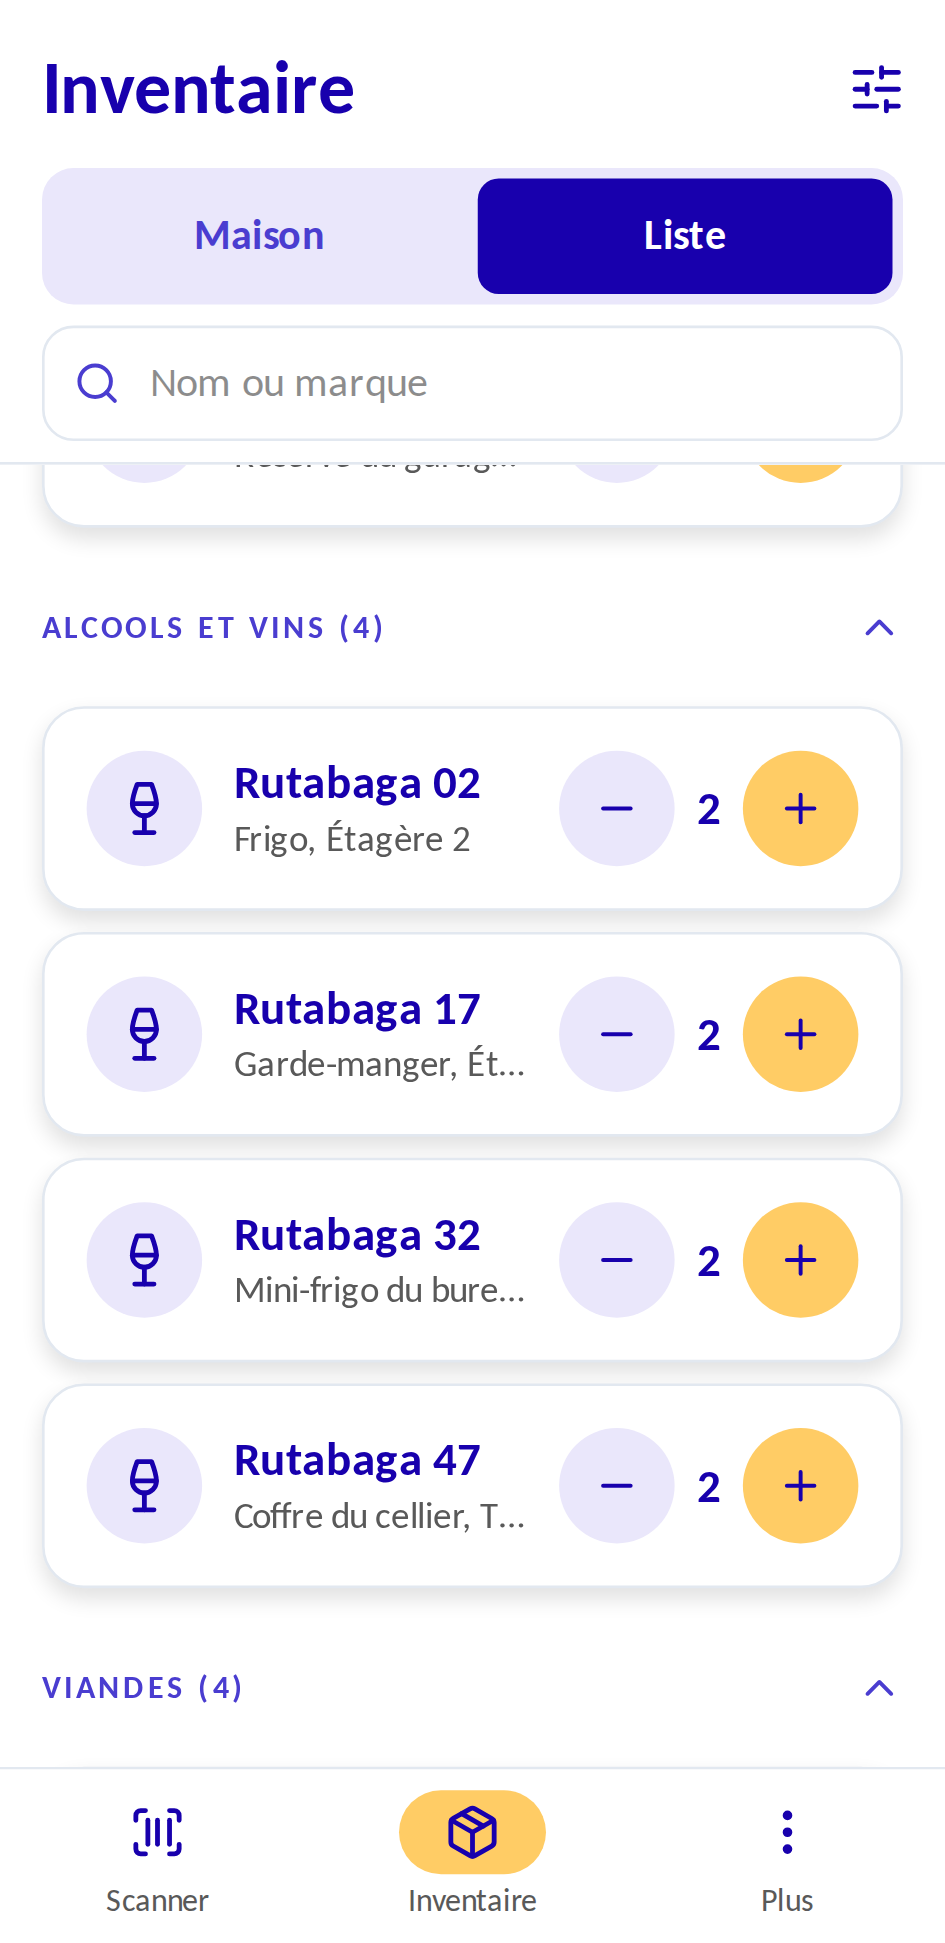 Inventaire
Maison
Liste
Nom ou marque
ALCOOLS ET VINS (4)
Rutabaga 02
Frigo, Étagère 2
2
Rutabaga 17
Garde-manger, Ét...
2
Rutabaga 32
Mini-frigo du bure...
2
Rutabaga 47
Coffre du cellier, T...
2
VIANDES (4)
Scanner
Inventaire
Plus